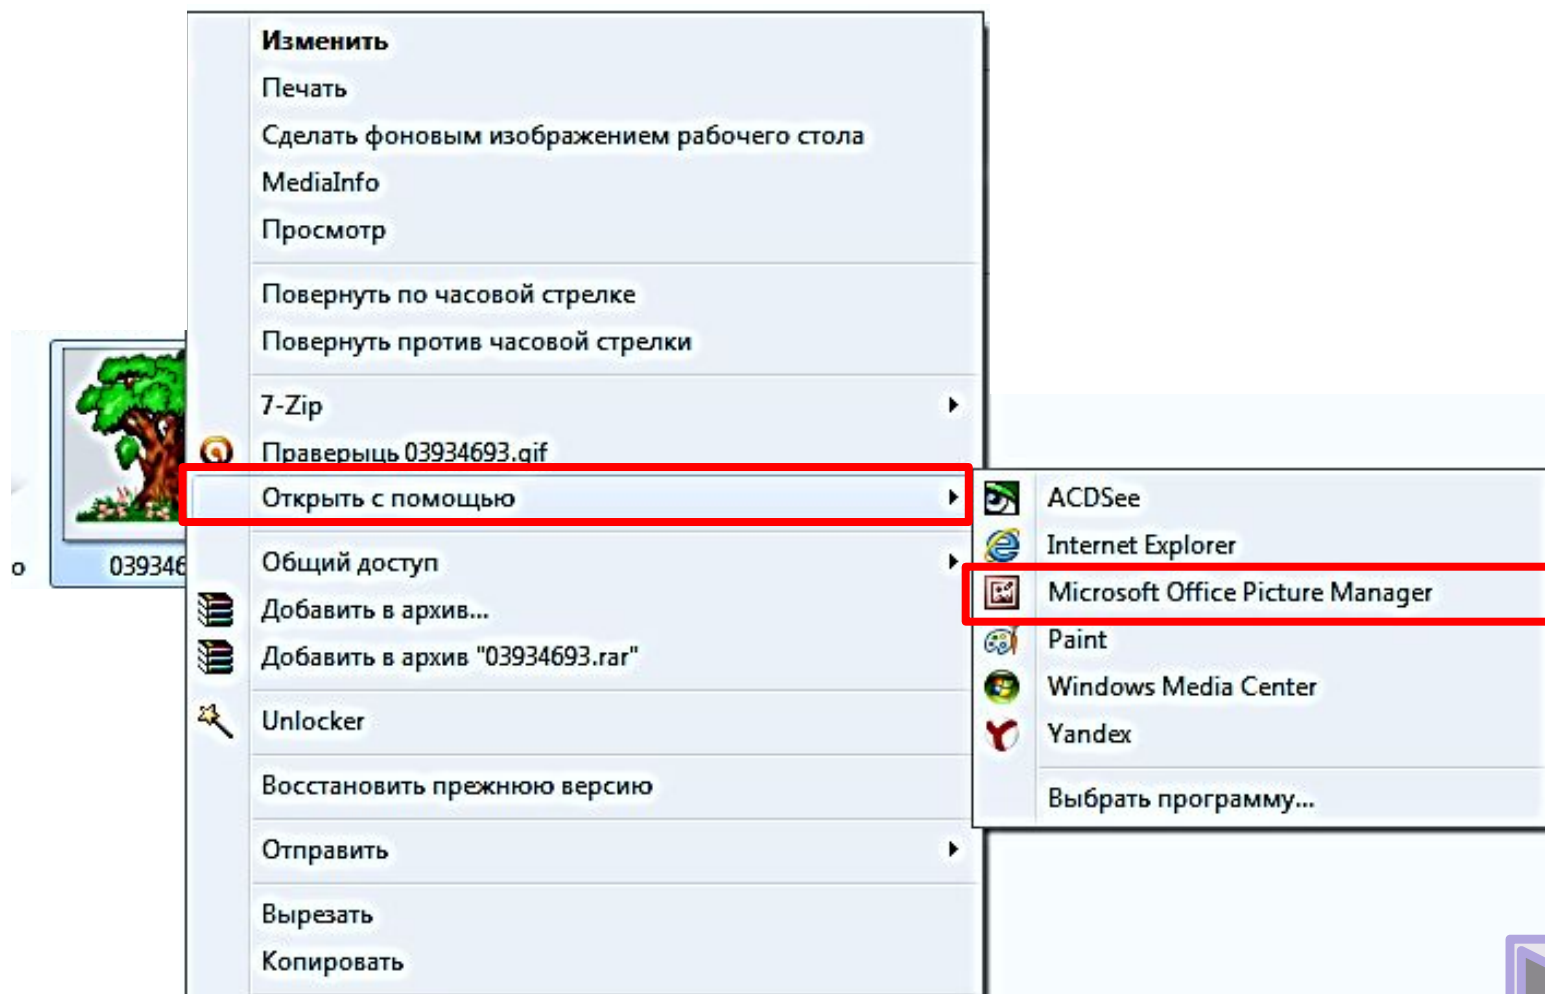 Изменить
Печать
Сделать фоновым изображением рабочего стола
MediaInfo
Просмотр
Повернуть по часовой стрелке
Повернуть против часовой стрелки
7-Zip
Праверыць 03934693.gif
Открыть с помощью
Общий доступ
Добавить в архив...
Добавить в архив "03934693.rar"
Unlocker
Восстановить прежнюю версию
Отправить
Вырезать
Копировать
ACDSee
Internet Explorer
Microsoft Office Picture Manager
Paint
Windows Media Center
Yandex
Выбрать программу...
о
039346